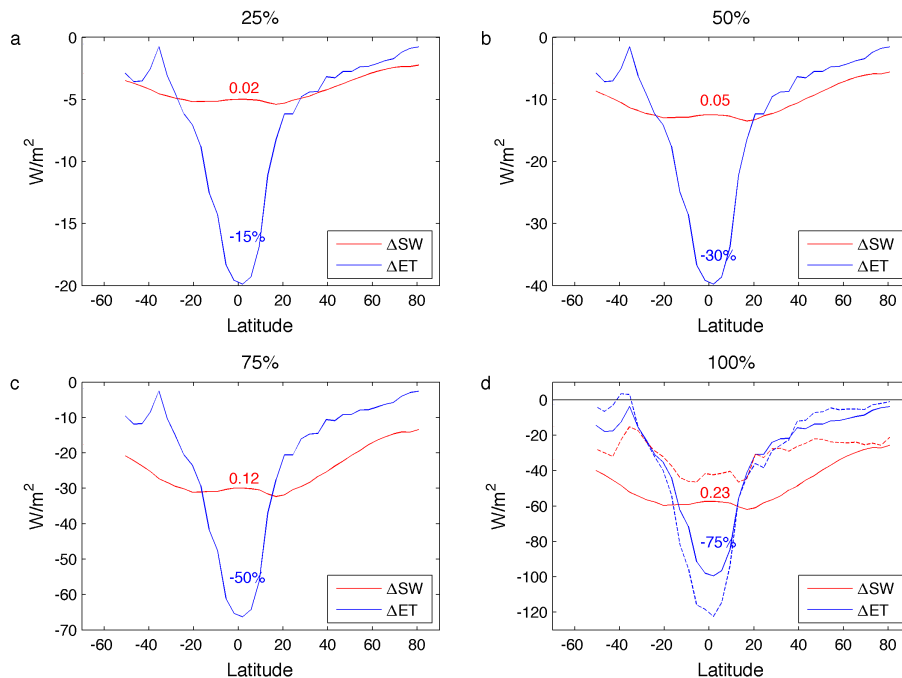 25%
a
0
-5
-10
-15
-20
W/m²
0.02
-15%
ΔSW
ΔET
-60 -40 -20 0 20 40 60 80
Latitude
50%
b
0
-10
-20
-30
-40
W/m²
0.05
-30%
ΔSW
ΔET
-60 -40 -20 0 20 40 60 80
Latitude
75%
c
0
-10
-20
-30
-40
-50
-60
-70
W/m²
0.12
-50%
ΔSW
ΔET
-60 -40 -20 0 20 40 60 80
Latitude
100%
d
0
-20
-40
-60
-80
-100
-120
W/m²
0.23
-75%
ΔSW
ΔET
-60 -40 -20 0 20 40 60 80
Latitude